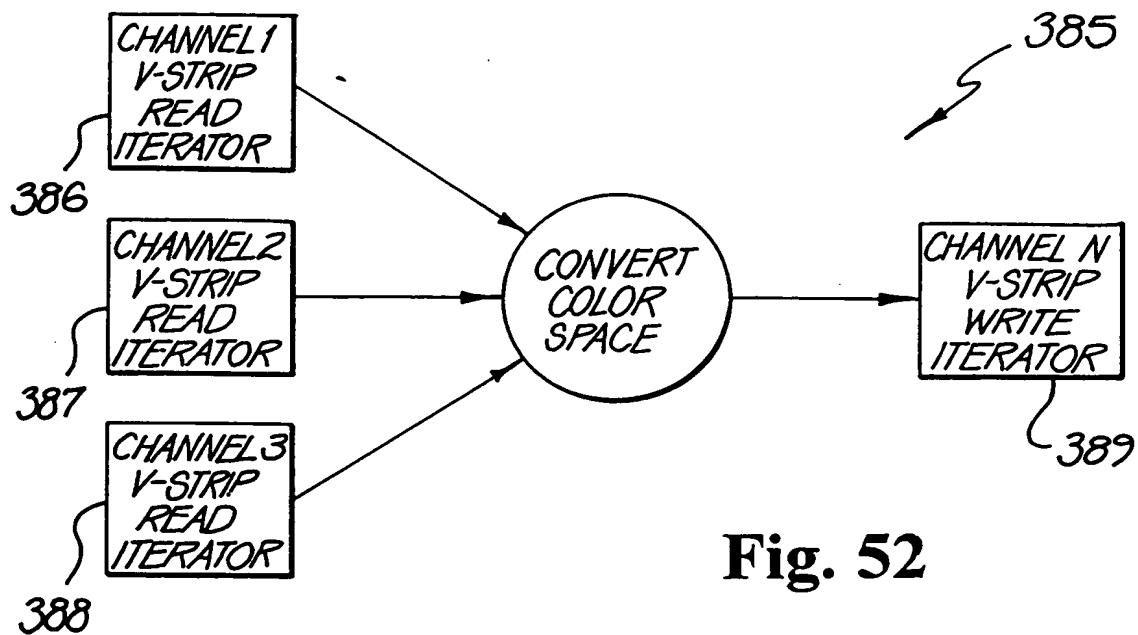 CHANNEL 1
V-STRIP
READ
ITERATOR
386
CHANNEL 2
V-STRIP
READ
ITERATOR
387
CHANNEL 3
V-STRIP
READ
ITERATOR
388
CONVERT
COLOR
SPACE
385
CHANNEL N
V-STRIP
WRITE
ITERATOR
389
Fig. 52